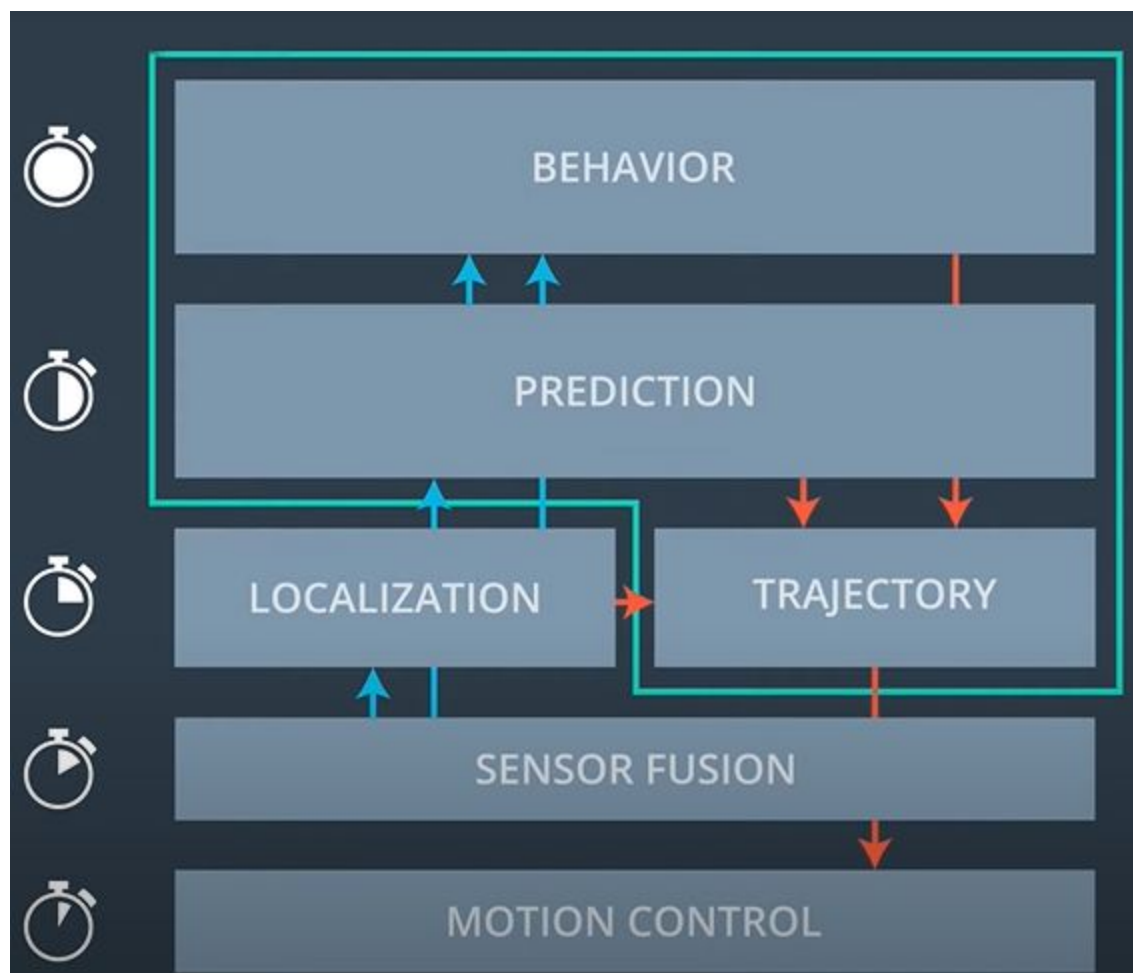 BEHAVIOR
PREDICTION
LOCALIZATION
TRAJECTORY
SENSOR FUSION
MOTION CONTROL